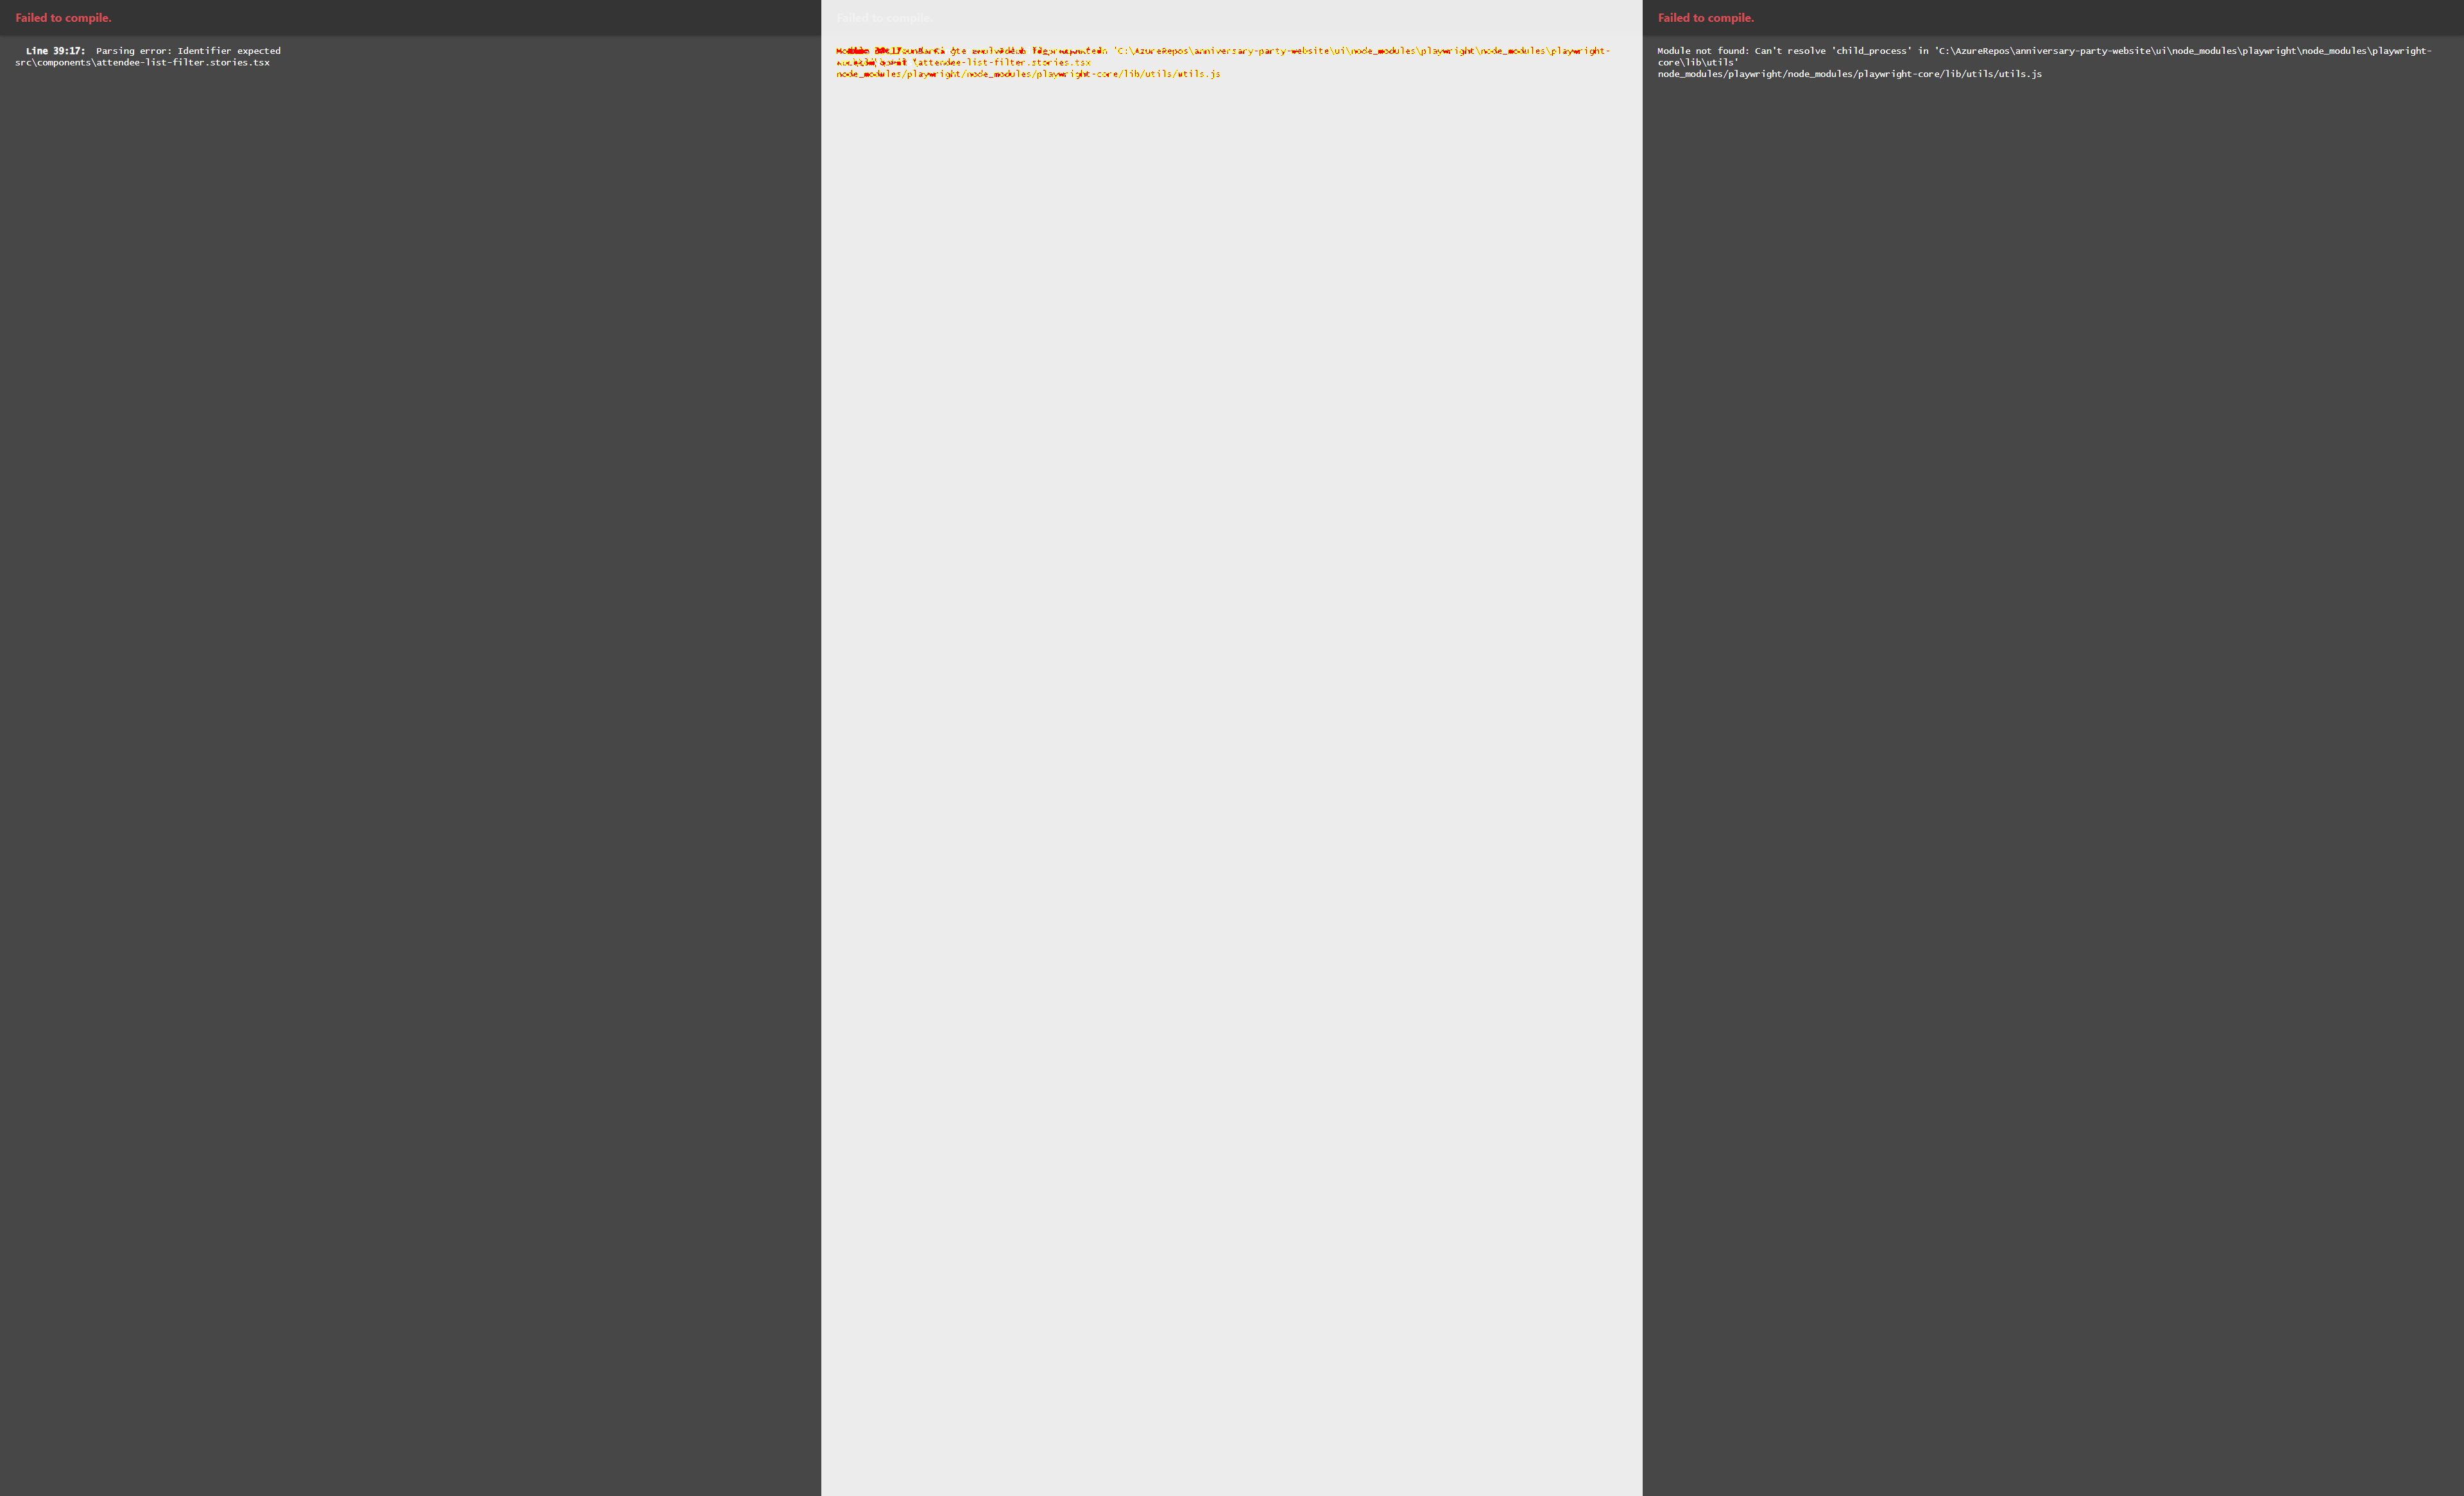 Failed to compile.
Line 39:17:  Parsing error: Identifier expected
src\components\attendee-list-filter.stories.tsx
Failed to compile.
39:17: 'C:\AzureRepos\anniversary-party-website\ui\node_modules\playwright\node_modules\playwright-
\attendee-list-filter.stories.tsx
node_modules/playwright/node_modules/playwright-core/lib/utils/utils.js
Failed to compile.
Module not found: Can't resolve 'child_process' in 'C:\AzureRepos\anniversary-party-website\ui\node_modules\playwright\node_modules\playwright-
core\lib\utils'
node_modules/playwright/node_modules/playwright-core/lib/utils/utils.js